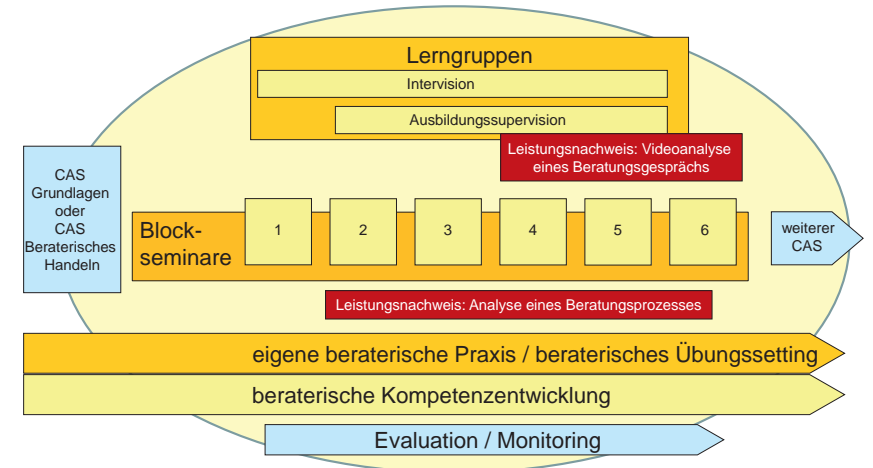 Lerngruppen
Intervision
Ausbildungssupervision
Leistungsnachweis: Videoanalyse
eines Beratungsgesprächs
CAS
Grundlagen
oder
CAS
Beraterisches
Handeln
Block-
seminare
1
2
3
4
5
6
weiterer
CAS
Leistungsnachweis: Analyse eines Beratungsprozesses
eigene beraterische Praxis / beraterisches Übungssetting
beraterische Kompetenzentwicklung
Evaluation / Monitoring